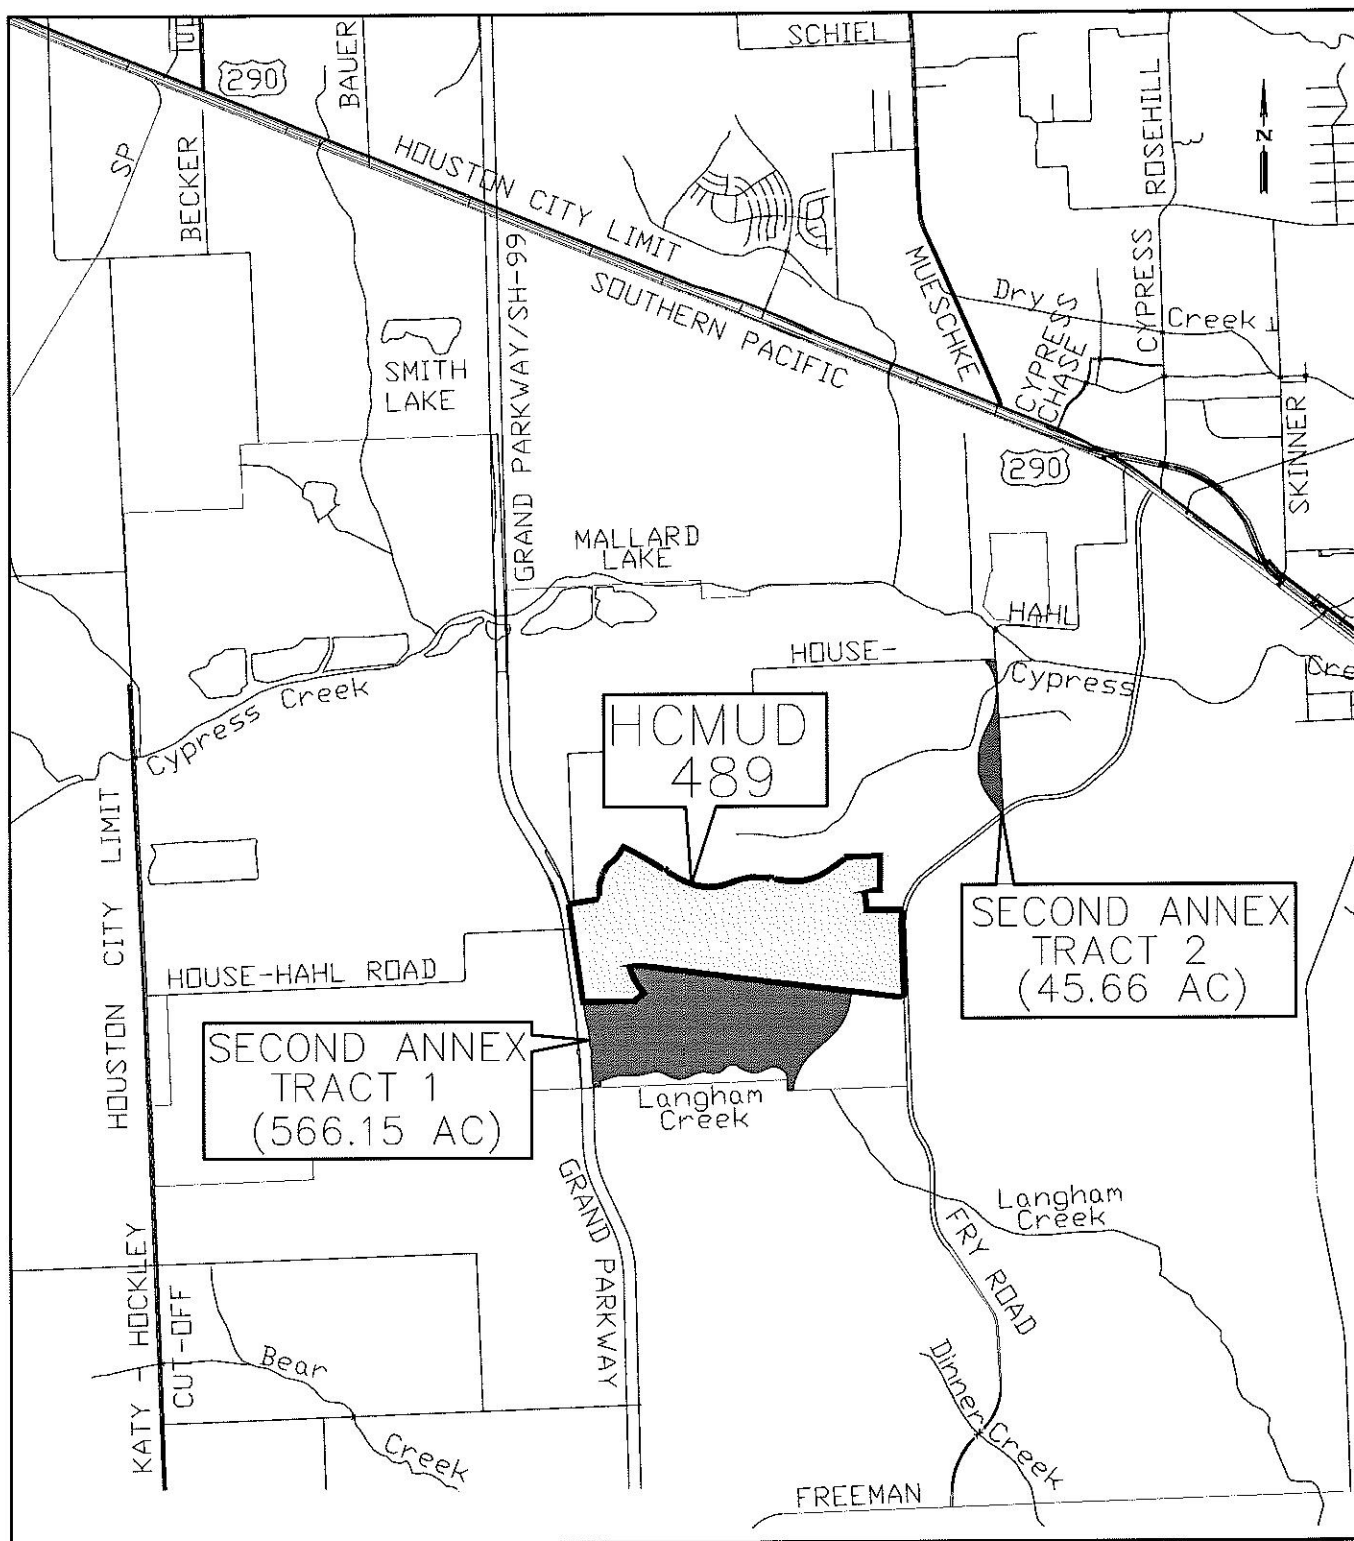 SCHIEL
290
BAUER
BECKER
SP
HOUSTON CITY LIMIT
SOUTHERN PACIFIC
GRAND PARKWAY/SH-99
SMITH
LAKE
MUESCHKE
Dry
Creek
CYPRESS
CHASE
CYPRESS
ROSEHILL
N
SKINNER
290
MALLARD
LAKE
HAHL
HOUSE-
Cypress
Cre
Cypress Creek
HCMUD
489
HOUSTON CITY LIMIT
HOUSE-HAHL ROAD
SECOND ANNEX
TRACT 2
(45.66 AC)
SECOND ANNEX
TRACT 1
(566.15 AC)
Langham
Creek
GRAND PARKWAY
Langham
Creek
FRY ROAD
KATY - HOCKLEY
CUT-OFF
Bear
Creek
Dinner Creek
FREEMAN